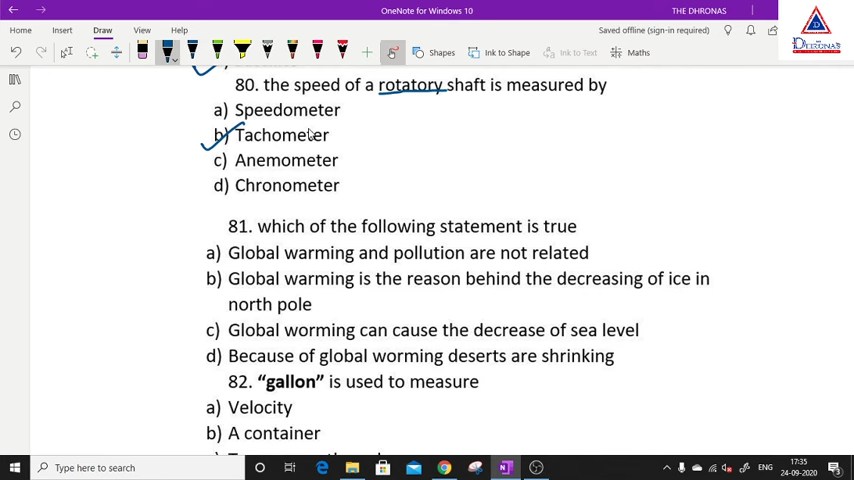 OneNote for Windows 10
THE DHRONAS
Home Insert Draw View Help
Saved offline (sign-in required)
Shapes Ink to Shape Ink to Text Maths
80. the speed of a rotatory shaft is measured by
a) Speedometer
b) Tachometer
c) Anemometer
d) Chronometer
81. which of the following statement is true
a) Global warming and pollution are not related
b) Global warming is the reason behind the decreasing of ice in
north pole
c) Global worming can cause the decrease of sea level
d) Because of global worming deserts are shrinking
82. “gallon” is used to measure
a) Velocity
b) A container
Type here to search
ENG
17:35
24-09-2020